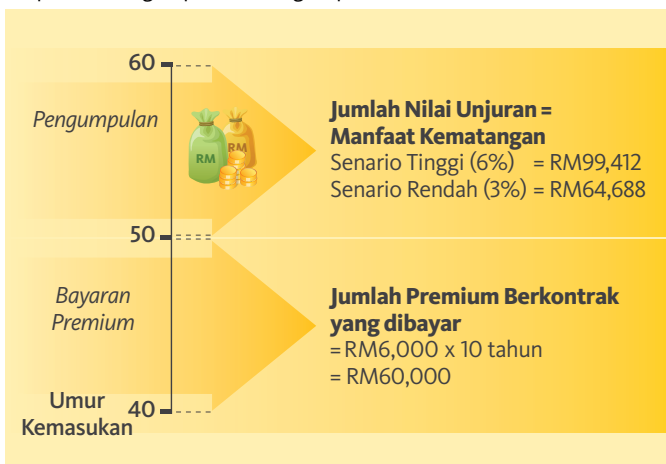 60
Pengumpulan
RM
RM
Jumlah Nilai Unjuran =
Manfaat Kematangan
Senario Tinggi (6%) = RM99,412
Senario Rendah (3%) = RM64,688
50
Bayaran
Premium
Jumlah Premium Berkontrak
yang dibayar
= RM6,000 x 10 tahun
= RM60,000
Umur
Kemasukan
40